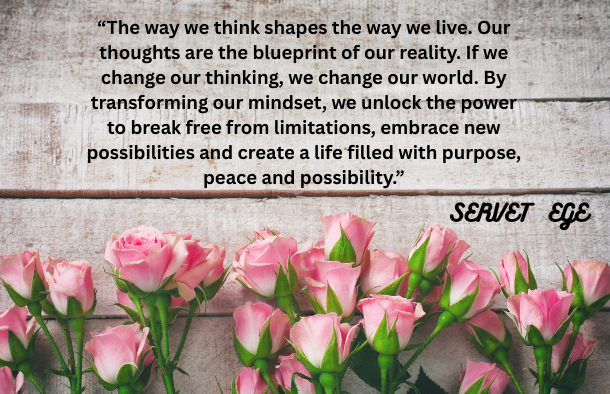 “The way we think shapes the way we live. Our
thoughts are the blueprint of our reality. If we
change our thinking, we change our world. By
transforming our mindset, we unlock the power
to break free from limitations, embrace new
possibilities and create a life filled with purpose,
peace and possibility.”
SERVET EGE